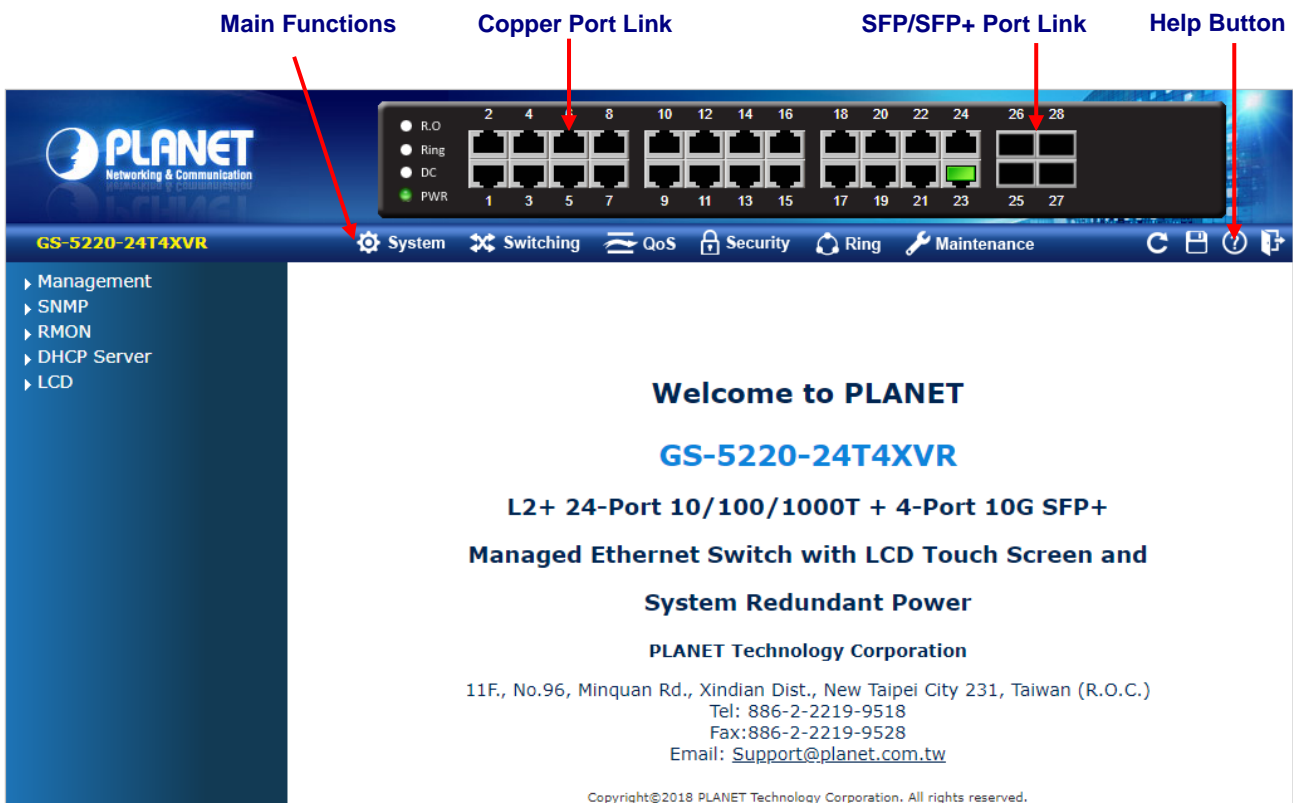 Main Functions Copper Port Link SFP/SFP+ Port Link Help Button
PLANET
Networking & Communication
2 4 6 8 10 12 14 16 18 20 22 24 26 28
R.O
Ring
DC
PWR
1 3 5 7 9 11 13 15 17 19 21 23 25 27
GS-5220-24T4XVR System Switching QoS Security Ring Maintenance
Management
SNMP
RMON
DHCP Server
LCD
Welcome to PLANET
GS-5220-24T4XVR
L2+ 24-Port 10/100/1000T + 4-Port 10G SFP+
Managed Ethernet Switch with LCD Touch Screen and
System Redundant Power
PLANET Technology Corporation
11F., No.96, Minquan Rd., Xindian Dist., New Taipei City 231, Taiwan (R.O.C.)
Tel: 886-2-2219-9518
Fax:886-2-2219-9528
Email: Support@planet.com.tw
Copyright©2018 PLANET Technology Corporation. All rights reserved.